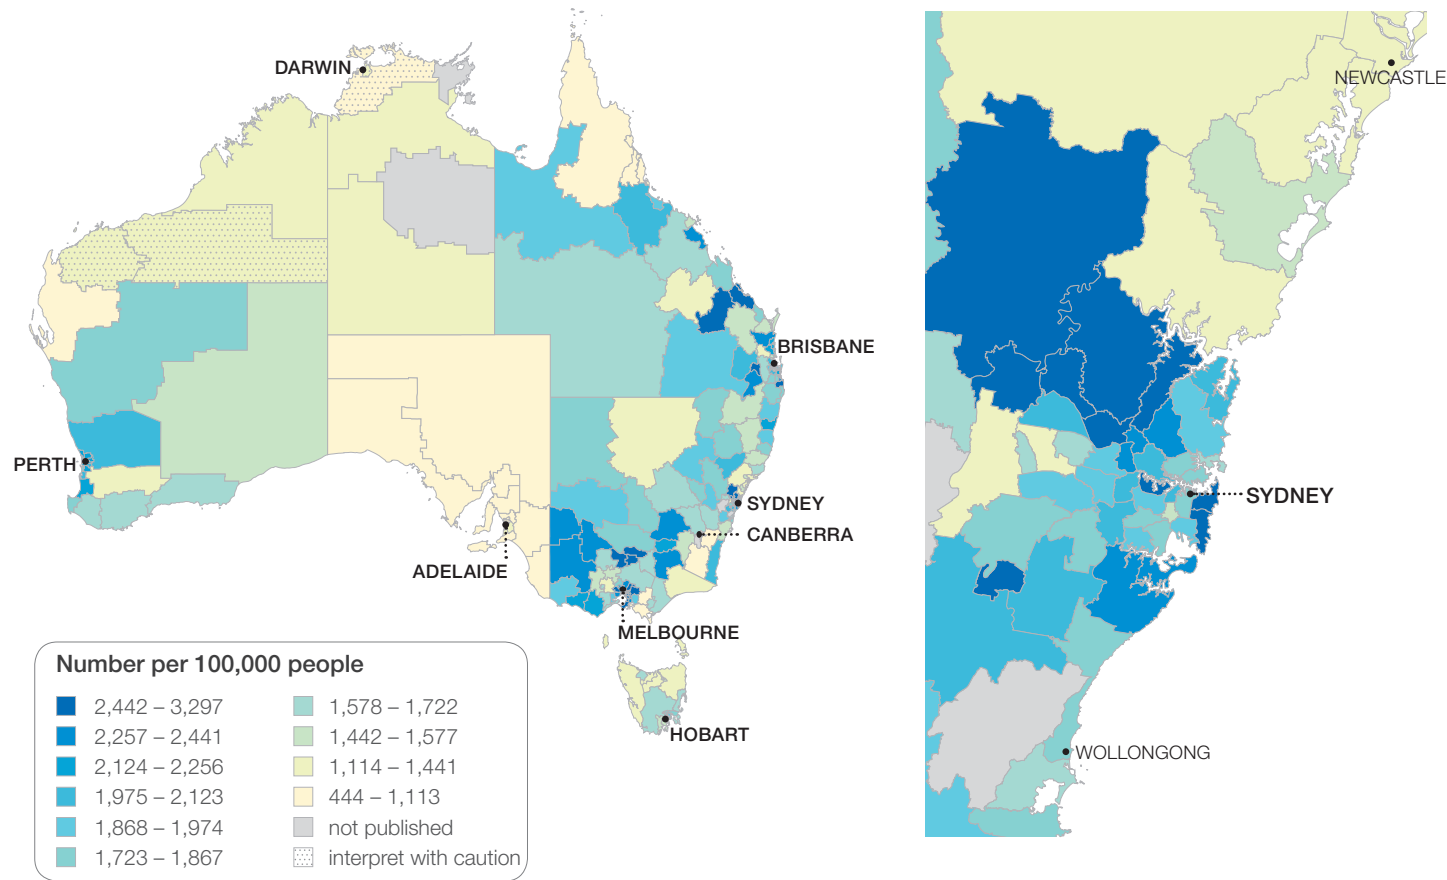 DARWIN
BRISBANE
PERTH
SYDNEY
CANBERRA
ADELAIDE
MELBOURNE
HOBART
Number per 100,000 people
2,442 – 3,297
2,257 – 2,441
2,124 – 2,256
1,975 – 2,123
1,868 – 1,974
1,723 – 1,867
1,578 – 1,722
1,442 – 1,577
1,114 – 1,441
444 – 1,113
not published
interpret with caution
NEWCASTLE
SYDNEY
WOLLONGONG